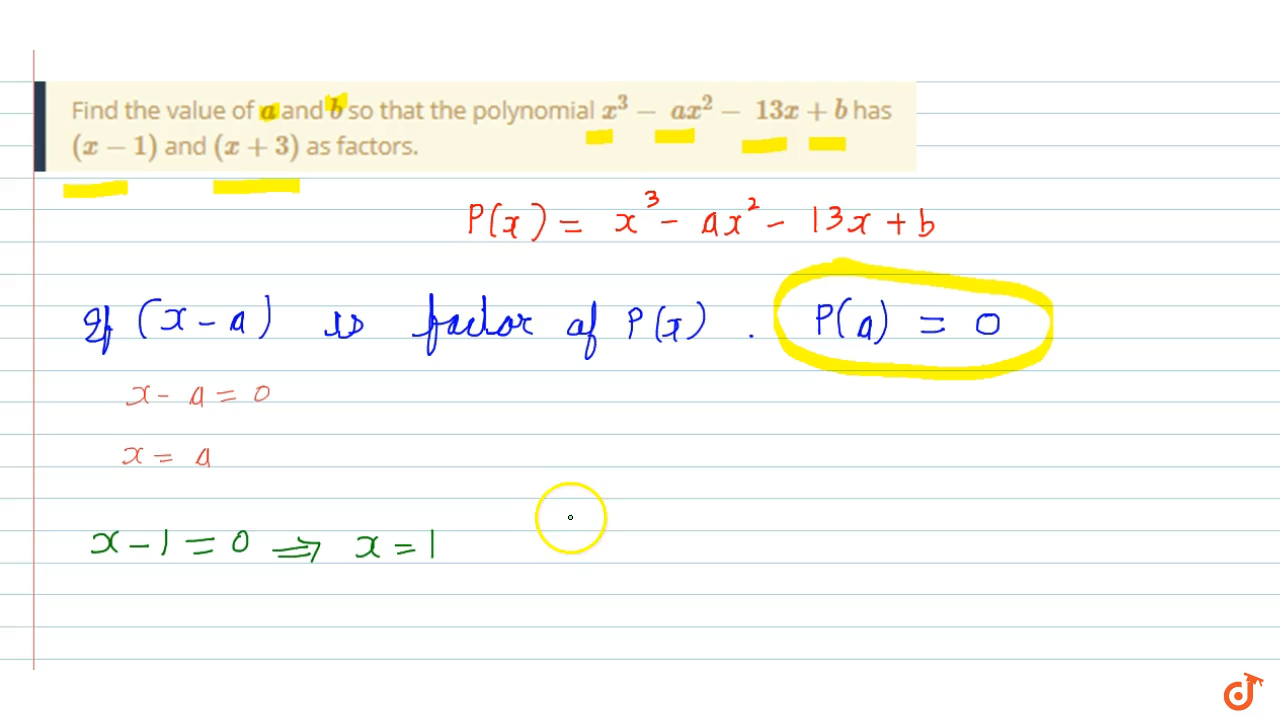 Find the value of a and b so that the polynomial x³ − ax² − 13x + b has
(x − 1) and (x + 3) as factors.
P(x) = x³ − ax² − 13x + b
If (x − a) is factor of P(x) . P(a) = 0
x − a = 0
x = a
x − 1 = 0 ⇒ x = 1